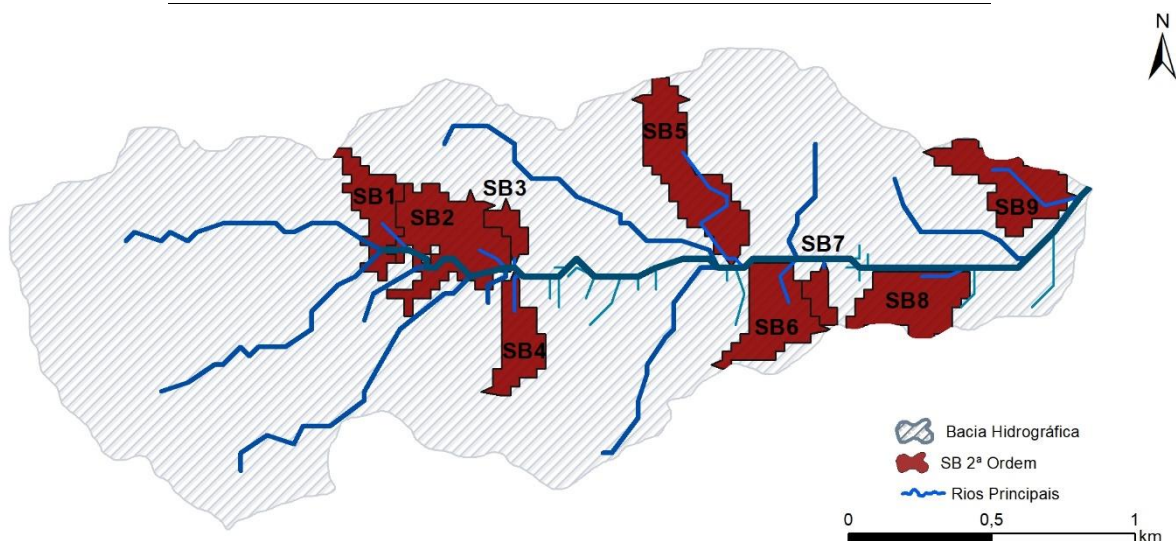 N
SB5
SB3
SB1
SB2
SB9
SB7
SB8
SB6
SB4
Bacia Hidrográfica
SB 2ª Ordem
Rios Principais
0 0,5 1
km